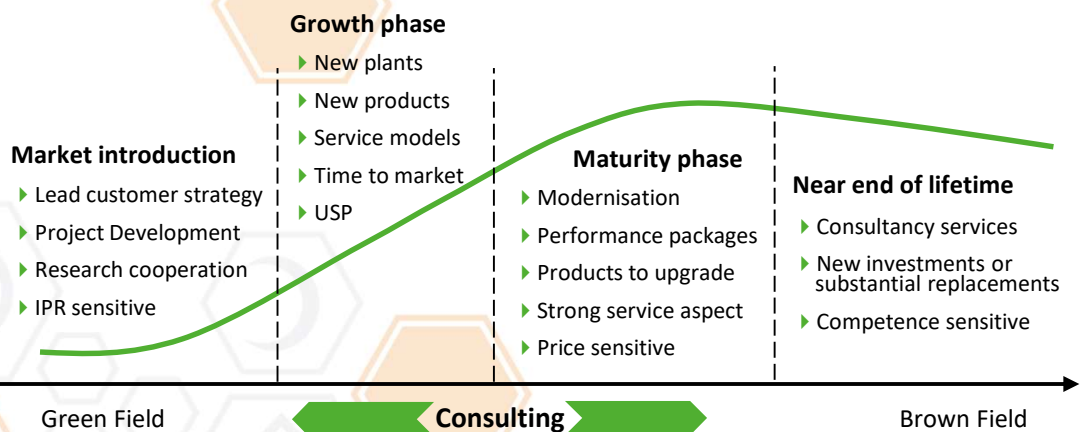 Growth phase
New plants
New products
Service models
Time to market
USP
Market introduction
Lead customer strategy
Project Development
Research cooperation
IPR sensitive
Maturity phase
Modernisation
Performance packages
Products to upgrade
Strong service aspect
Price sensitive
Near end of lifetime
Consultancy services
New investments or
substantial replacements
Competence sensitive
Green Field
Consulting
Brown Field